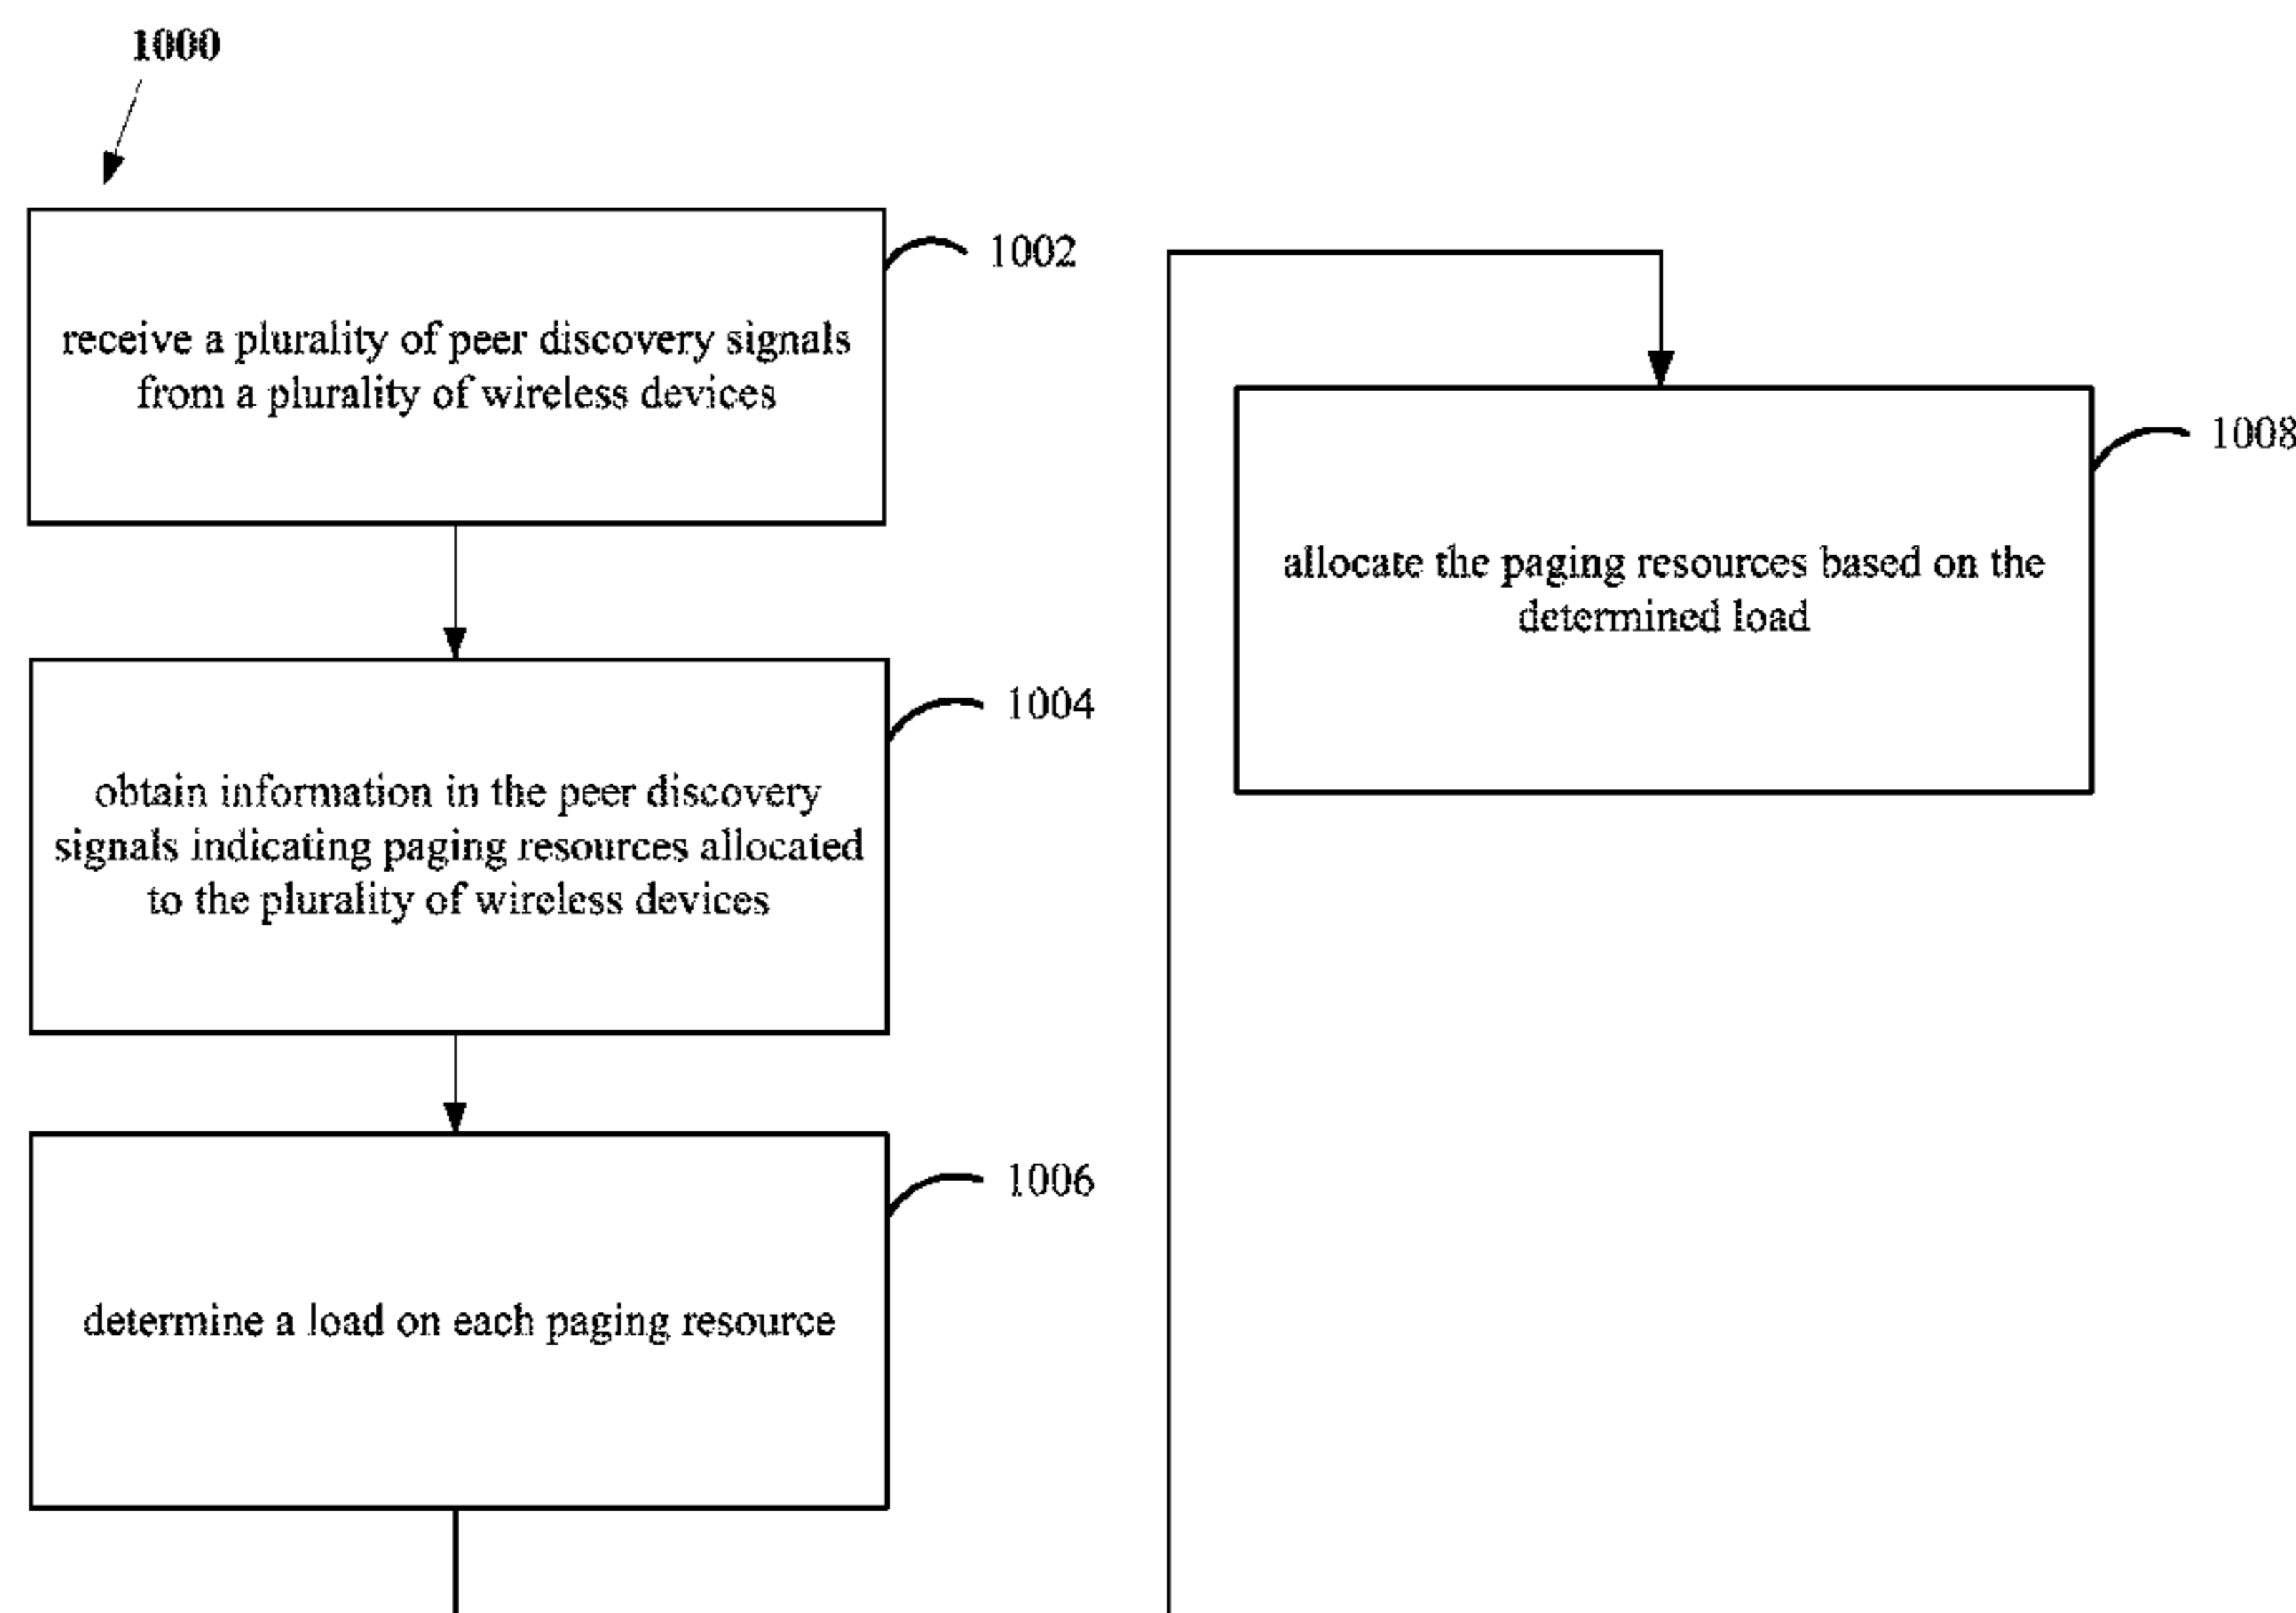 1000
1002
receive a plurality of peer discovery signals
from a plurality of wireless devices
1004
obtain information in the peer discovery
signals indicating paging resources allocated
to the plurality of wireless devices
1006
determine a load on each paging resource
1008
allocate the paging resources based on the
determined load